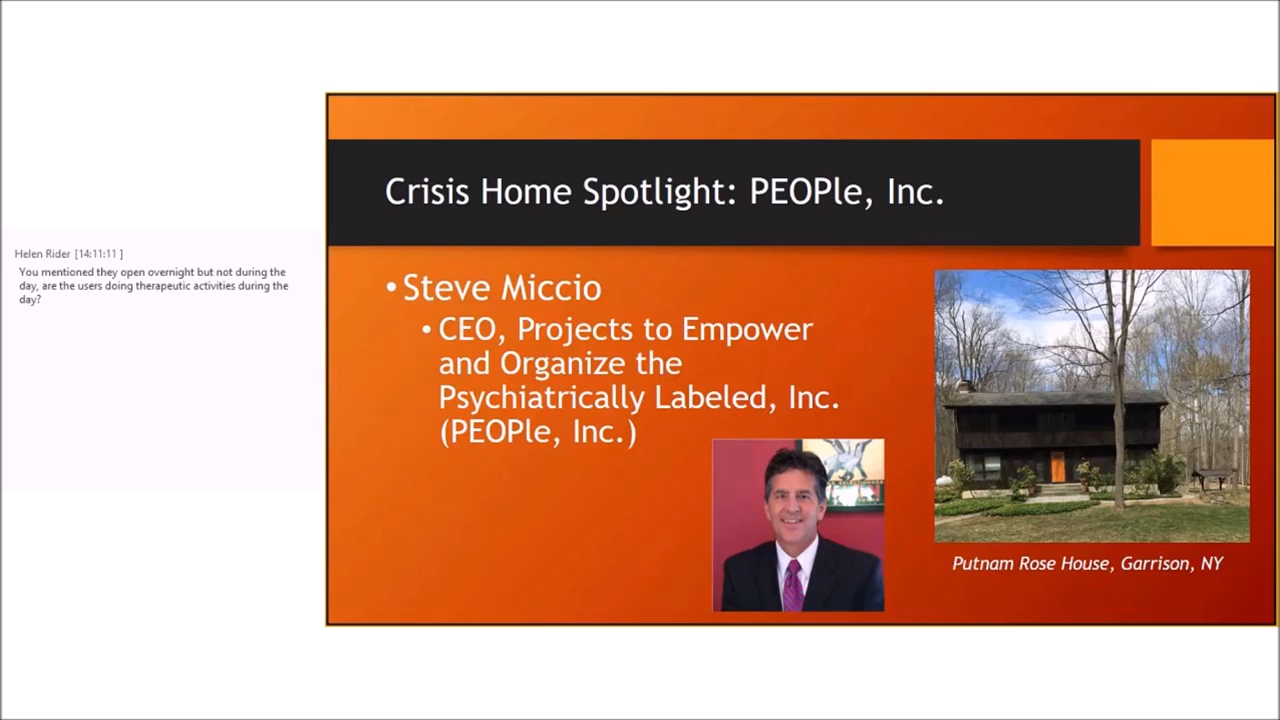 Crisis Home Spotlight: PEOPle, Inc.
Helen Rider [14:11:11 ]
You mentioned they open overnight but not during the
day, are the users doing therapeutic activities during the
day?
•Steve Miccio
•CEO, Projects to Empower
and Organize the
Psychiatrically Labeled, Inc.
(PEOPle, Inc.)
Putnam Rose House, Garrison, NY